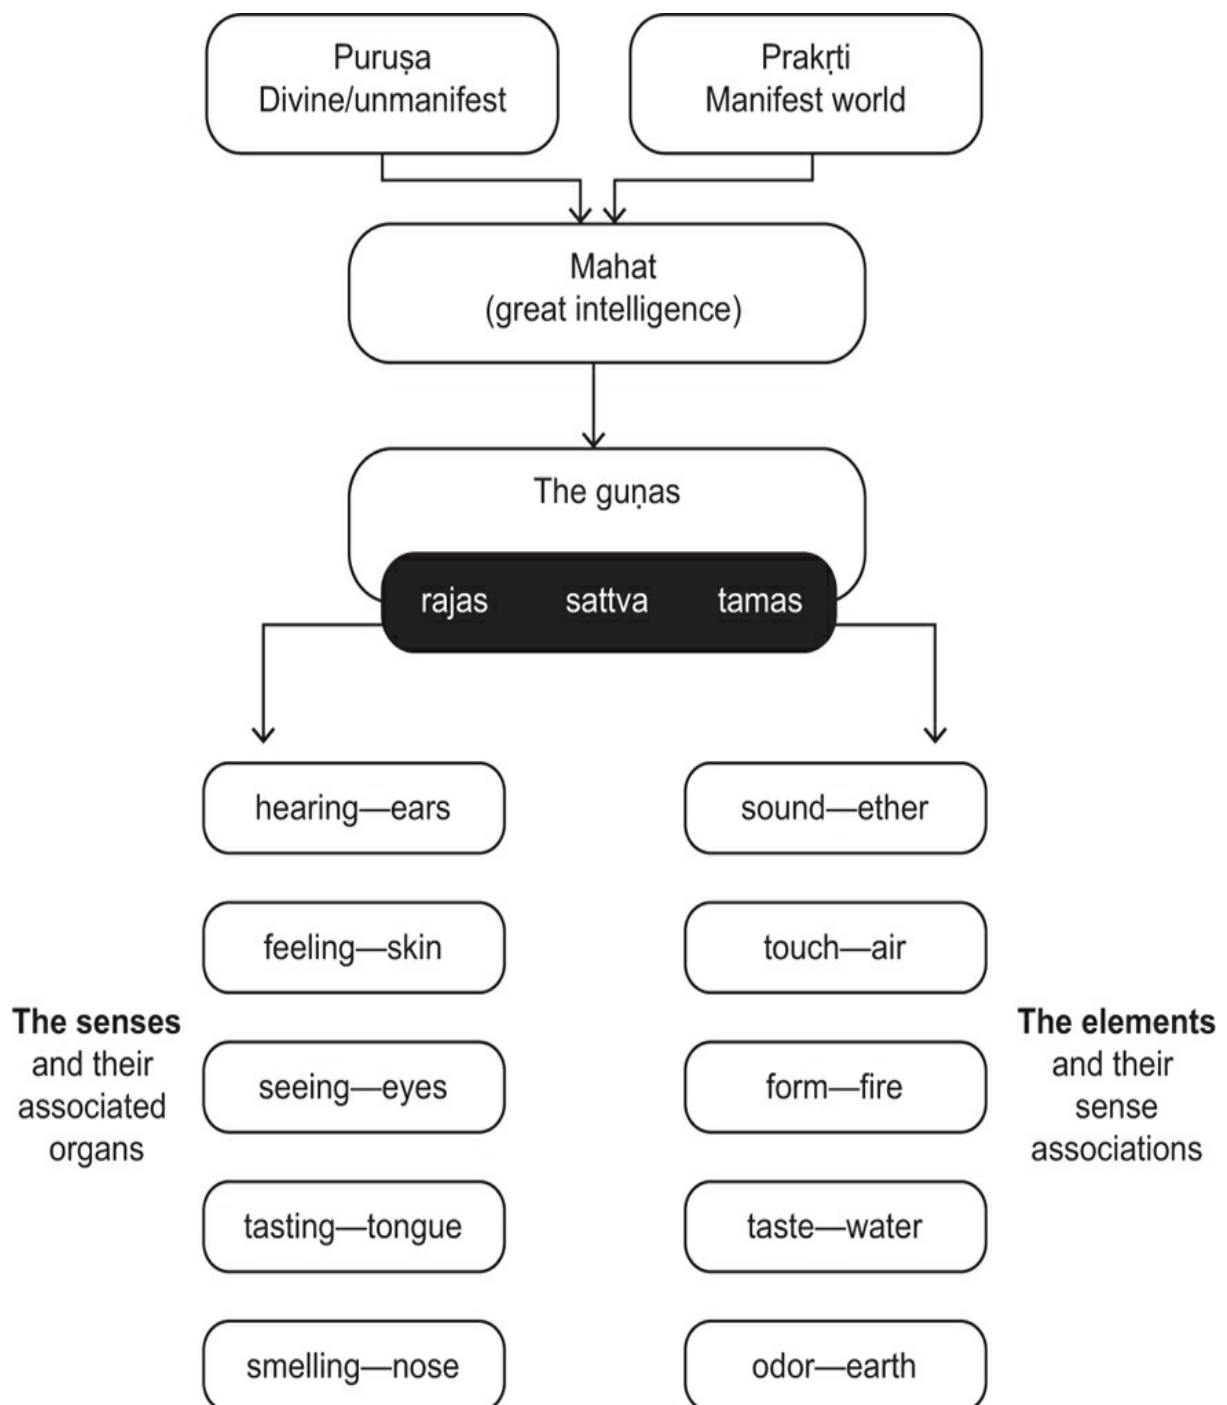 Puruṣa
Divine/unmanifest
Prakṛti
Manifest world
Mahat
(great intelligence)
The guṇas
rajas sattva tamas
hearing—ears
sound—ether
feeling—skin
touch—air
The senses
and their
associated
organs
seeing—eyes
form—fire
The elements
and their
sense
associations
tasting—tongue
taste—water
smelling—nose
odor—earth